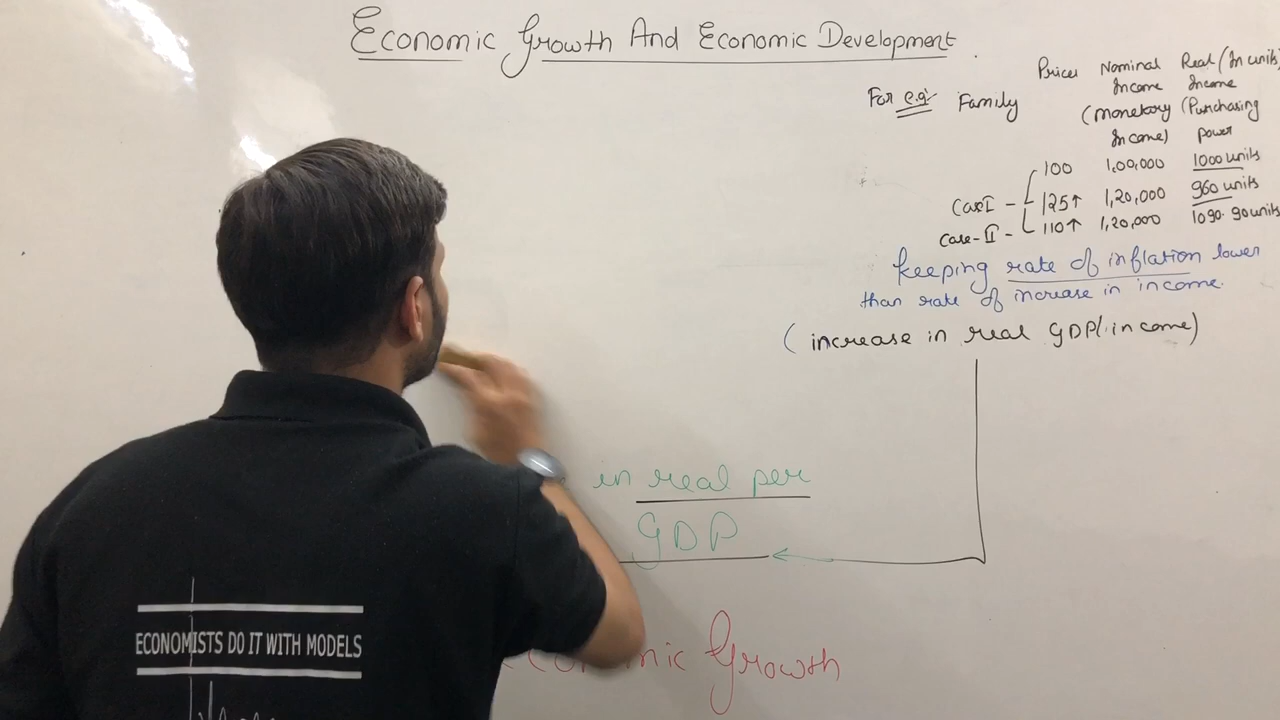 Economic Growth And Economic Development.
Prices Nominal Real (In units)
Income Income
For e.g. Family (Monetary (Purchasing
Income) power
100 1,00,000 1000 units
Case I - 125↑ 1,20,000 960 units
Case-II - 110↑ 1,20,000 1090.90 units
Keeping rate of inflation lower
than rate of increase in income.
(increase in real GDP/income)
in real per
GDP
Growth
ECONOMISTS DO IT WITH MODELS